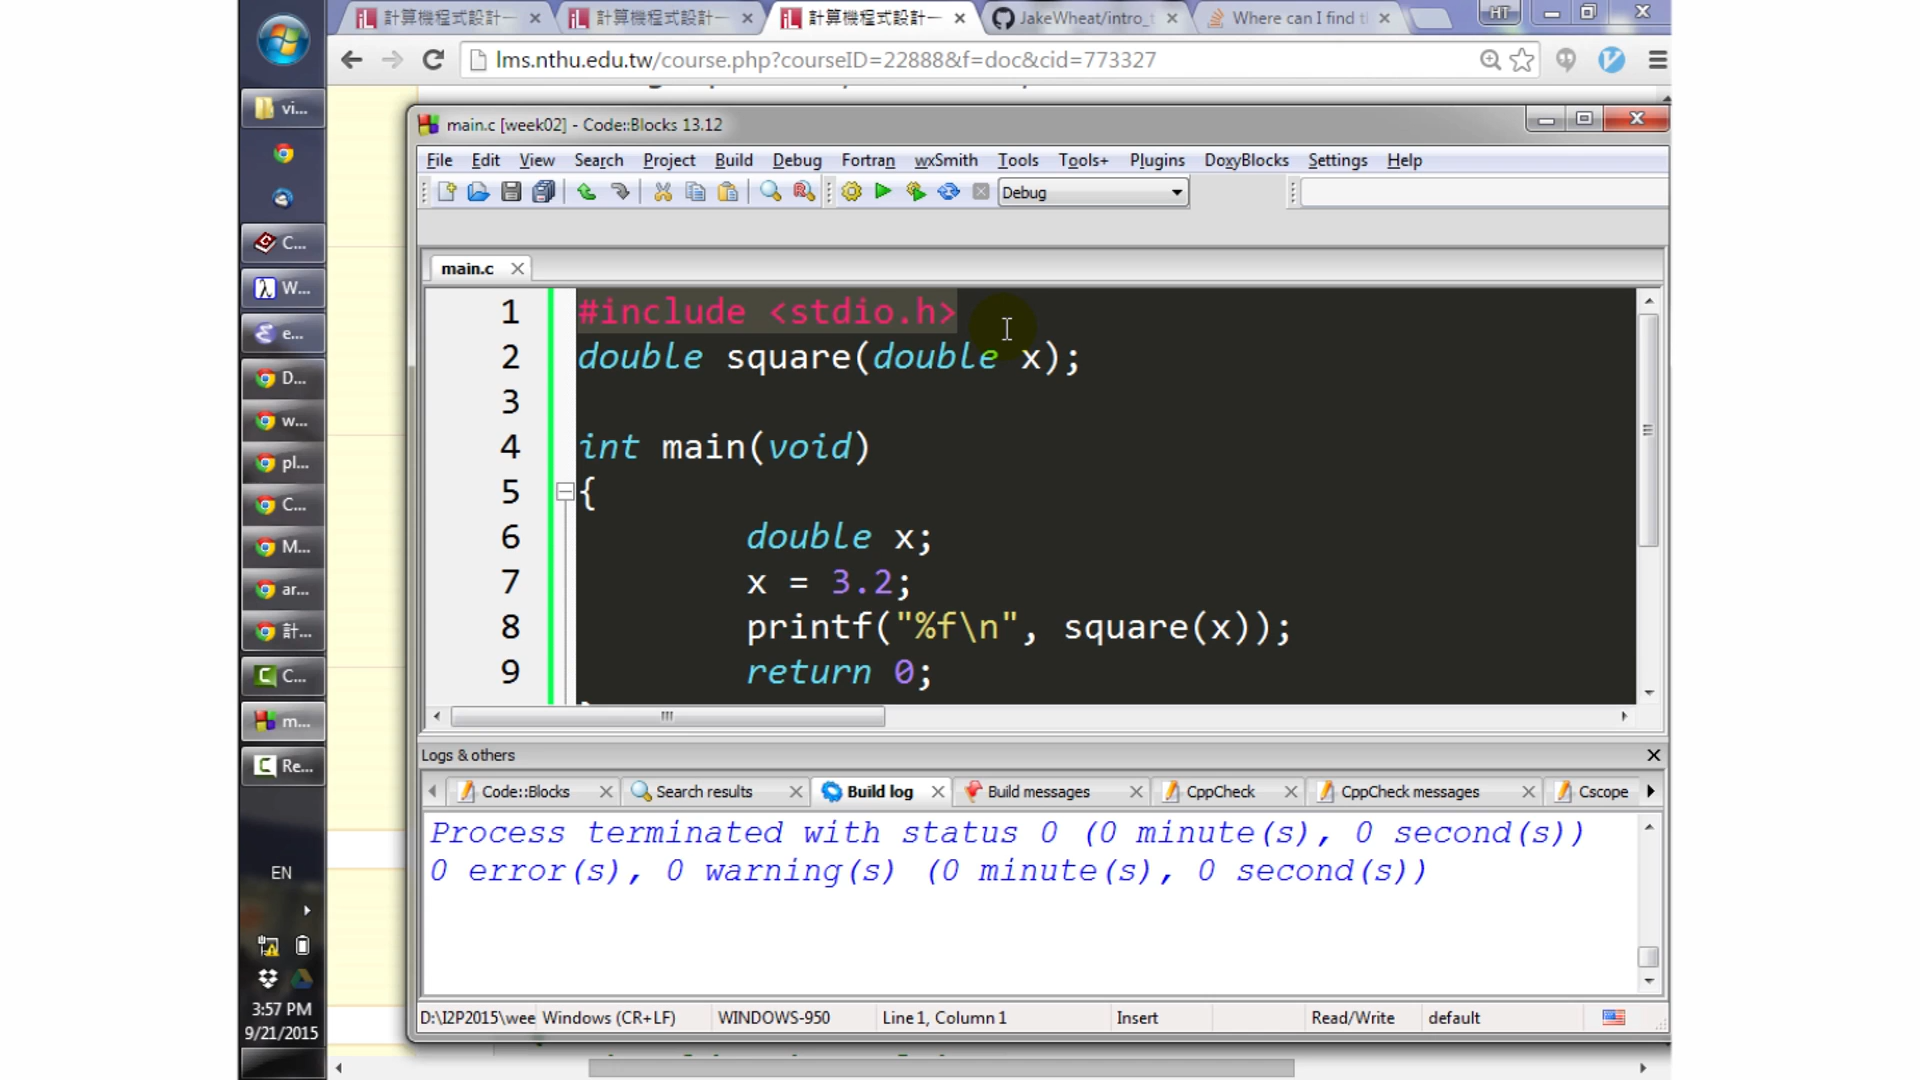 計算機程式設計一
計算機程式設計一
計算機程式設計一
JakeWheat/intro_t
Where can I find t
HT
lms.nthu.edu.tw/course.php?courseID=22888&f=doc&cid=773327
vi...
C...
W...
e...
D...
w...
pl...
C...
M...
ar...
計...
C...
m...
Re...
EN
3:57 PM
9/21/2015
main.c [week02] - Code::Blocks 13.12
File Edit View Search Project Build Debug Fortran wxSmith Tools Tools+ Plugins DoxyBlocks Settings Help
Debug
main.c
1 #include <stdio.h>
2 double square(double x);
3
4 int main(void)
5 {
6 double x;
7 x = 3.2;
8 printf("%f\n", square(x));
9 return 0;
Logs & others
Code::Blocks Search results Build log Build messages CppCheck CppCheck messages Cscope
Process terminated with status 0 (0 minute(s), 0 second(s))
0 error(s), 0 warning(s) (0 minute(s), 0 second(s))
D:\I2P2015\wee Windows (CR+LF) WINDOWS-950 Line 1, Column 1 Insert Read/Write default